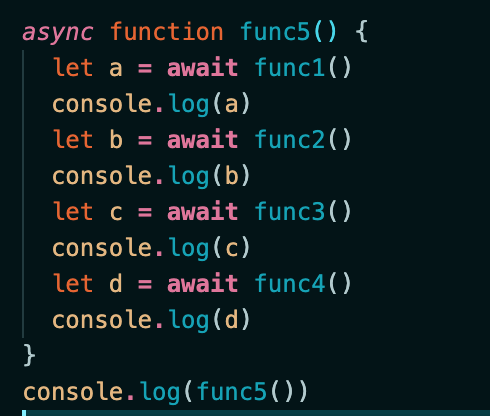 async function func5() {
  let a = await func1()
  console.log(a)
  let b = await func2()
  console.log(b)
  let c = await func3()
  console.log(c)
  let d = await func4()
  console.log(d)
}
console.log(func5())